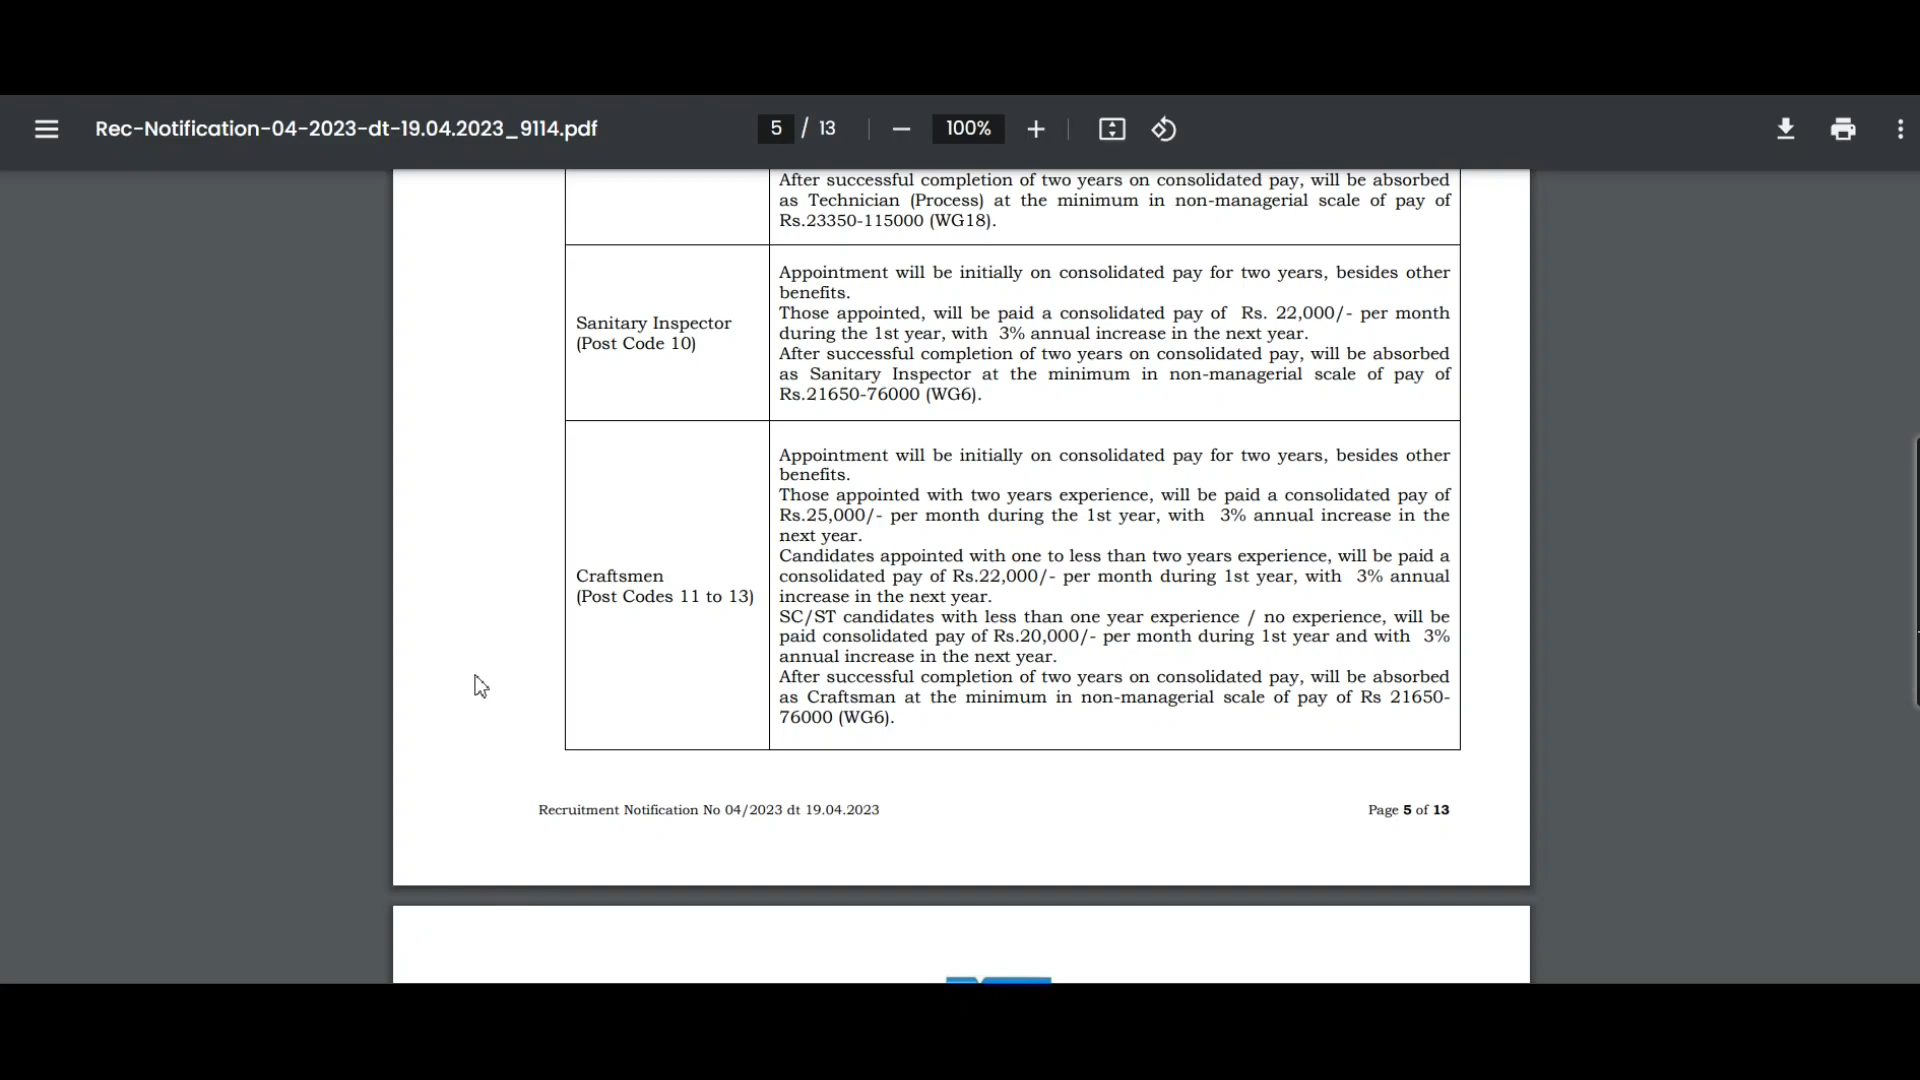 Rec-Notification-04-2023-dt-19.04.2023_9114.pdf
5 / 13
100%
After successful completion of two years on consolidated pay, will be absorbed
as Technician (Process) at the minimum in non-managerial scale of pay of
Rs.23350-115000 (WG18).
Sanitary Inspector
(Post Code 10)
Appointment will be initially on consolidated pay for two years, besides other
benefits.
Those appointed, will be paid a consolidated pay of Rs. 22,000/- per month
during the 1st year, with 3% annual increase in the next year.
After successful completion of two years on consolidated pay, will be absorbed
as Sanitary Inspector at the minimum in non-managerial scale of pay of
Rs.21650-76000 (WG6).
Craftsmen
(Post Codes 11 to 13)
Appointment will be initially on consolidated pay for two years, besides other
benefits.
Those appointed with two years experience, will be paid a consolidated pay of
Rs.25,000/- per month during the 1st year, with 3% annual increase in the
next year.
Candidates appointed with one to less than two years experience, will be paid a
consolidated pay of Rs.22,000/- per month during 1st year, with 3% annual
increase in the next year.
SC/ST candidates with less than one year experience / no experience, will be
paid consolidated pay of Rs.20,000/- per month during 1st year and with 3%
annual increase in the next year.
After successful completion of two years on consolidated pay, will be absorbed
as Craftsman at the minimum in non-managerial scale of pay of Rs 21650-
76000 (WG6).
Recruitment Notification No 04/2023 dt 19.04.2023
Page 5 of 13